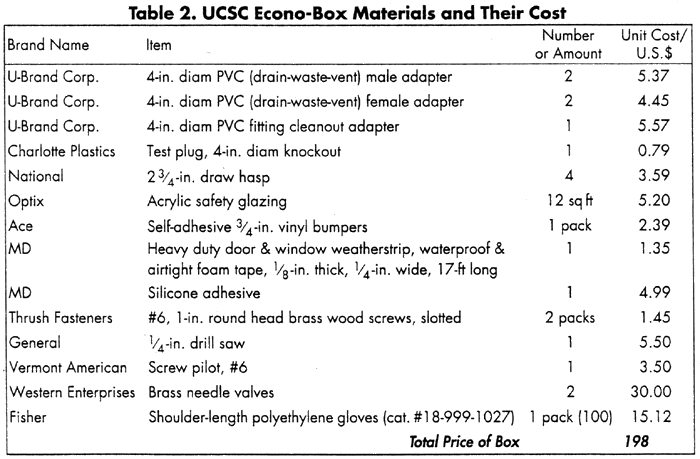 Table 2. UCSC Econo-Box Materials and Their Cost
Number Unit Cost/
Brand Name Item or Amount U.S.$
U-Brand Corp. 4-in. diam PVC (drain-waste-vent) male adapter 2 5.37
U-Brand Corp. 4-in. diam PVC (drain-waste-vent) female adapter 2 4.45
U-Brand Corp. 4-in. diam PVC fitting cleanout adapter 1 5.57
Charlotte Plastics Test plug, 4-in. diam knockout 1 0.79
National 2 3/4-in. draw hasp 4 3.59
Optix Acrylic safety glazing 12 sq ft 5.20
Ace Self-adhesive 3/4-in. vinyl bumpers 1 pack 2.39
MD Heavy duty door & window weatherstrip, waterproof & 1 1.35
airtight foam tape, 1/8-in. thick, 1/4-in. wide, 17-ft long
MD Silicone adhesive 1 4.99
Thrush Fasteners #6, 1-in. round head brass wood screws, slotted 2 packs 1.45
General 1/4-in. drill saw 1 5.50
Vermont American Screw pilot, #6 1 3.50
Western Enterprises Brass needle valves 2 30.00
Fisher Shoulder-length polyethylene gloves (cat. #18-999-1027) 1 pack (100) 15.12
Total Price of Box 198